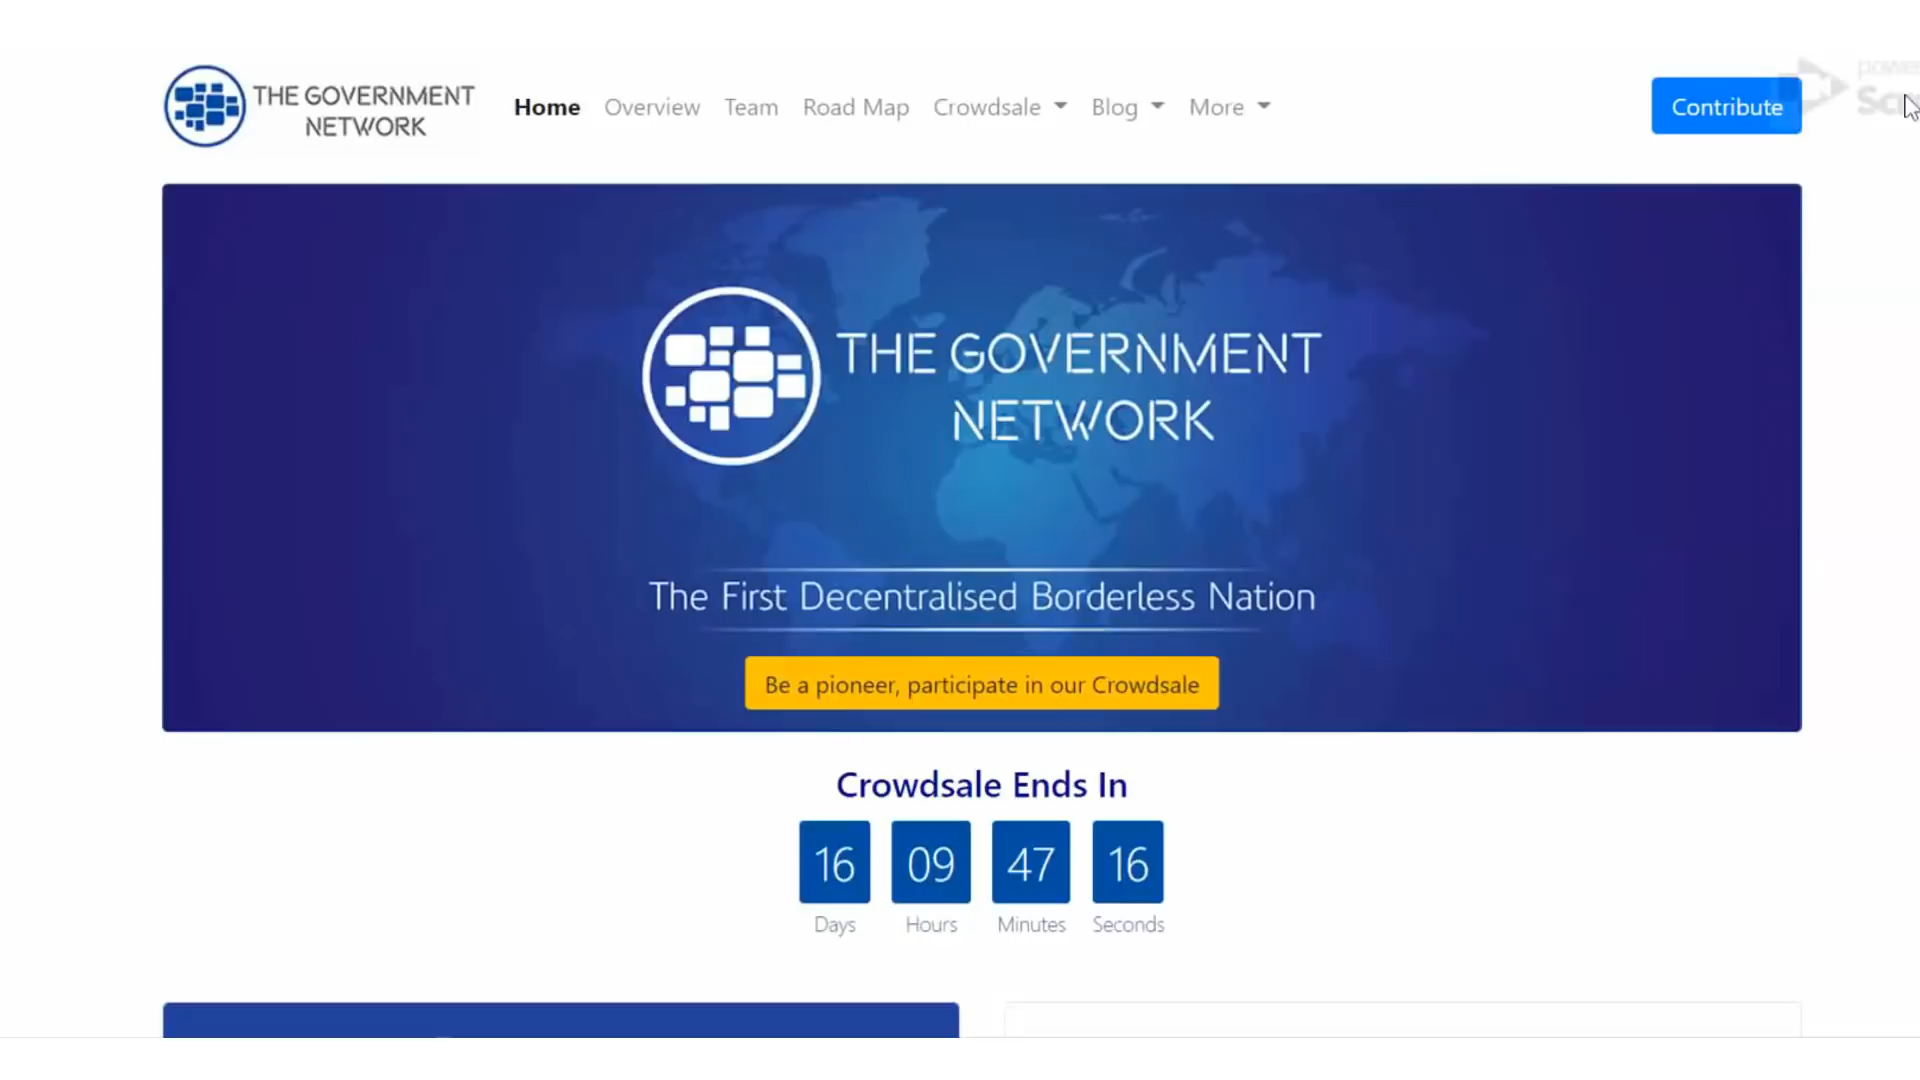 THE GOVERNMENT
NETWORK
Home Overview Team Road Map Crowdsale Blog More
Contribute
THE GOVERNMENT
NETWORK
The First Decentralised Borderless Nation
Be a pioneer, participate in our Crowdsale
Crowdsale Ends In
16 09 47 16
Days Hours Minutes Seconds